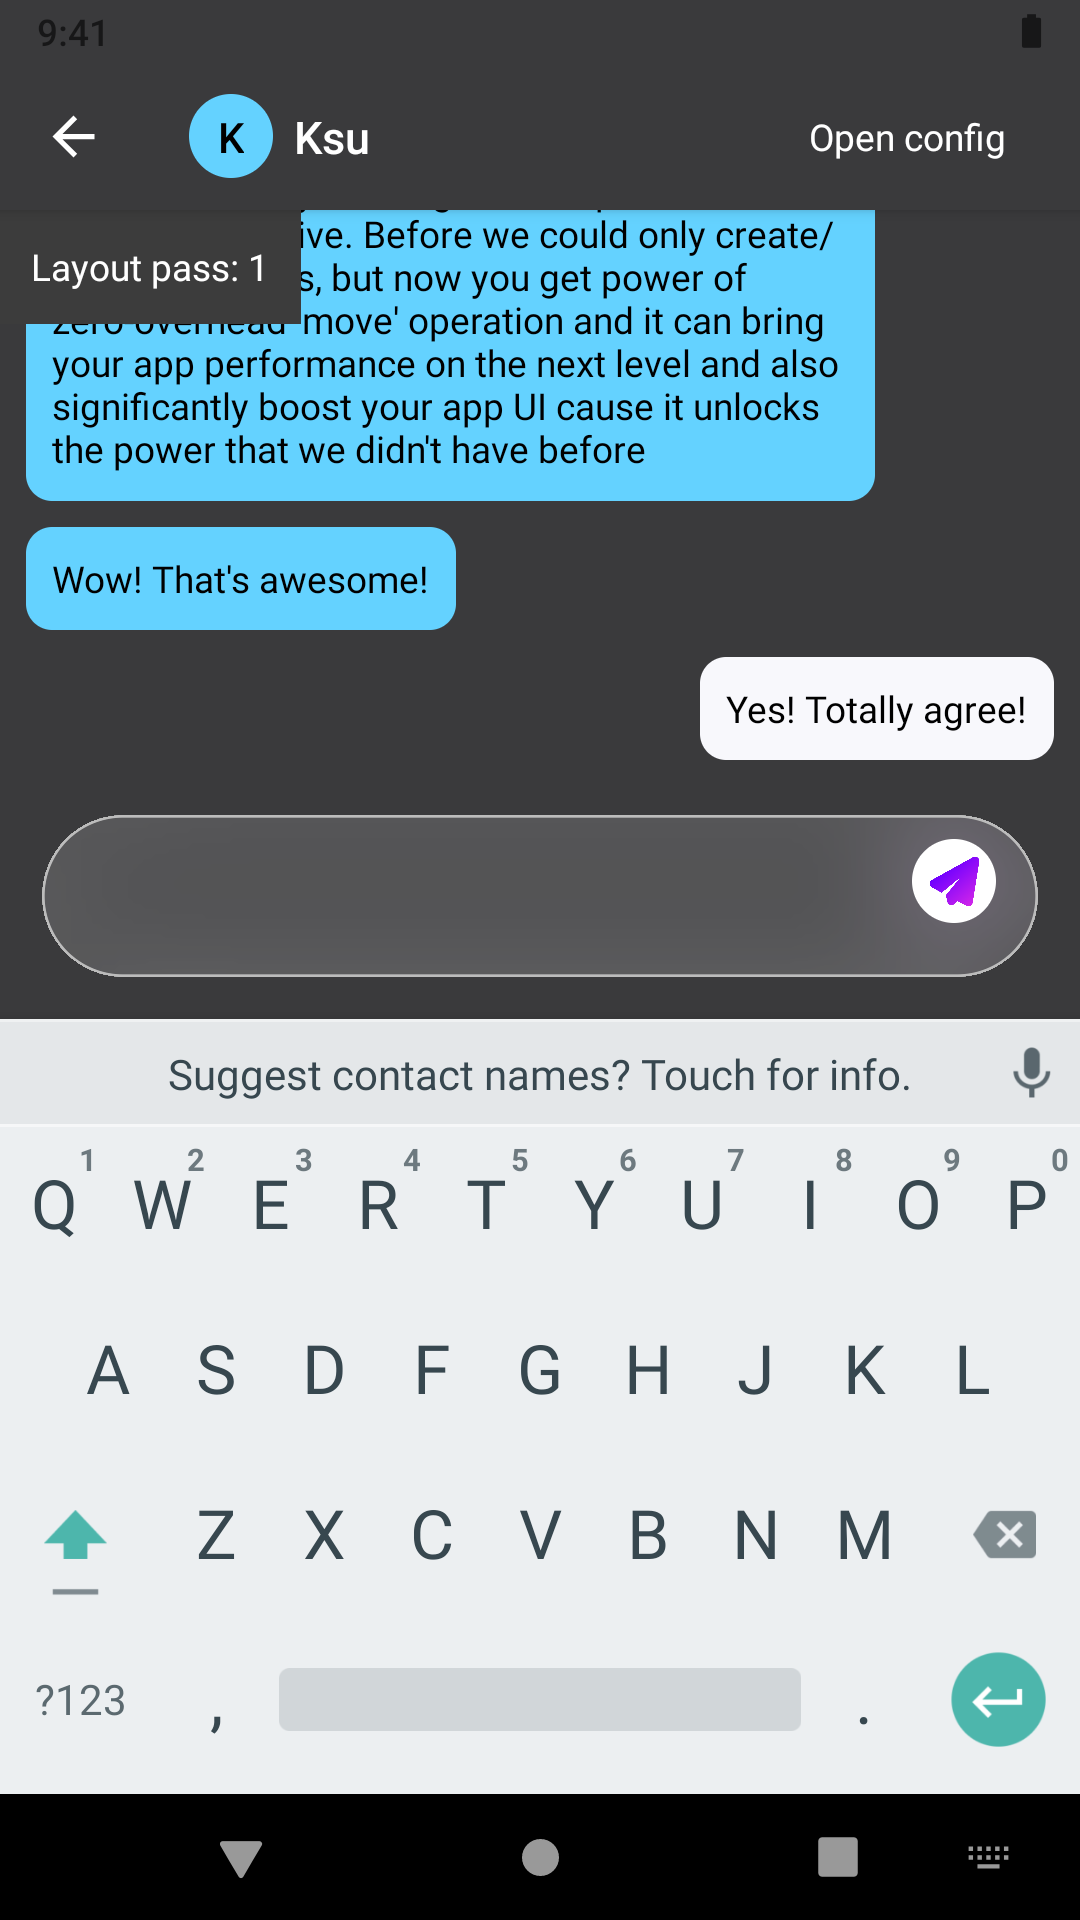 9:41
K
Ksu
Open config
Layout pass: 1
ive. Before we could only create/
s, but now you get power of
zero overhead 'move' operation and it can bring
your app performance on the next level and also
significantly boost your app UI cause it unlocks
the power that we didn't have before
Wow! That's awesome!
Yes! Totally agree!
Suggest contact names? Touch for info.
1 2 3 4 5 6 7 8 9 0
Q W E R T Y U I O P
A S D F G H J K L
Z X C V B N M
?123 , .